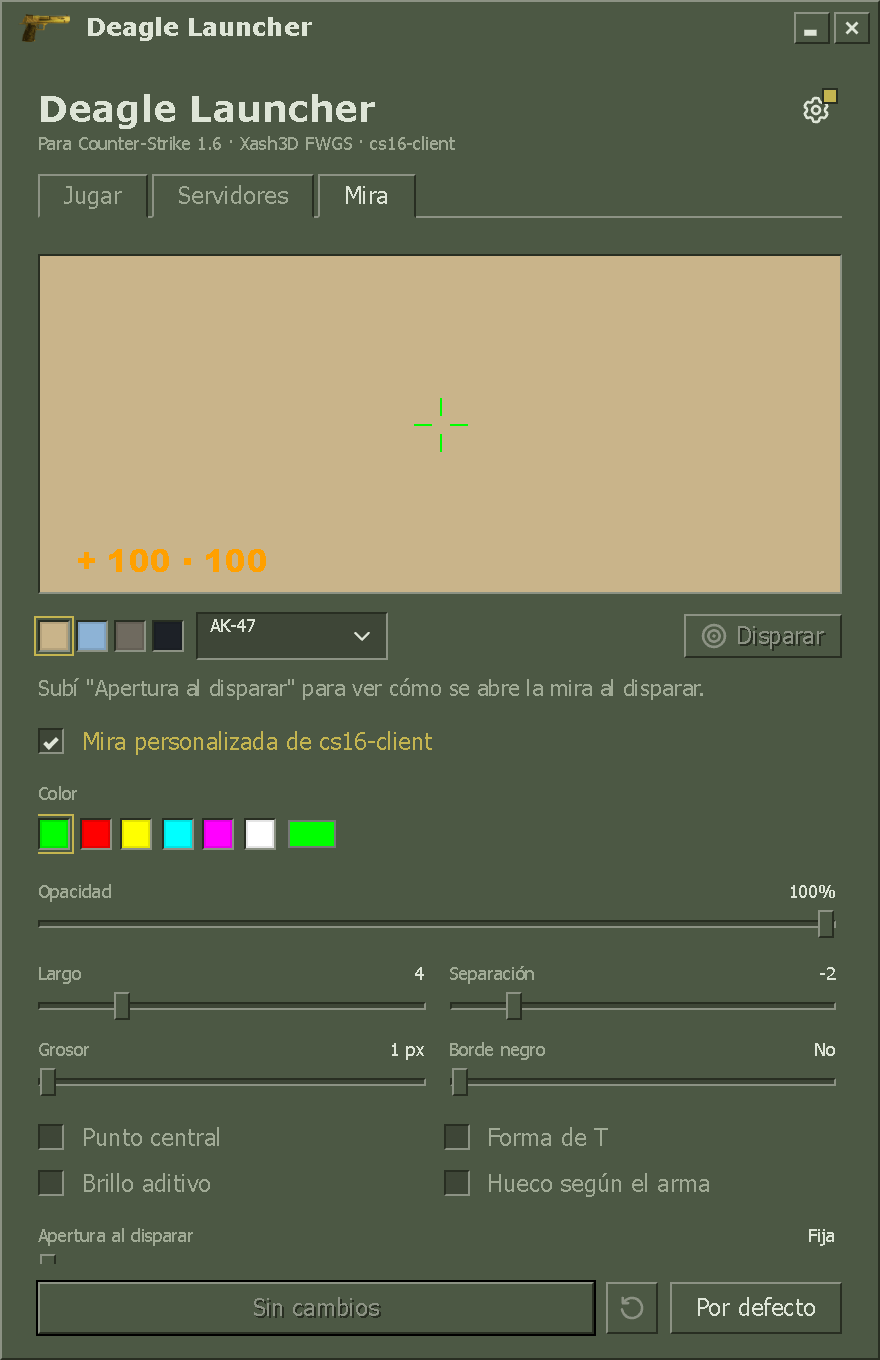 Deagle Launcher
Deagle Launcher
Para Counter-Strike 1.6 · Xash3D FWGS · cs16-client
Jugar Servidores Mira
+ 100 · 100
AK-47 Disparar
Subí "Apertura al disparar" para ver cómo se abre la mira al disparar.
Mira personalizada de cs16-client
Color
Opacidad 100%
Largo 4 Separación -2
Grosor 1 px Borde negro No
Punto central Forma de T
Brillo aditivo Hueco según el arma
Apertura al disparar Fija
Sin cambios Por defecto